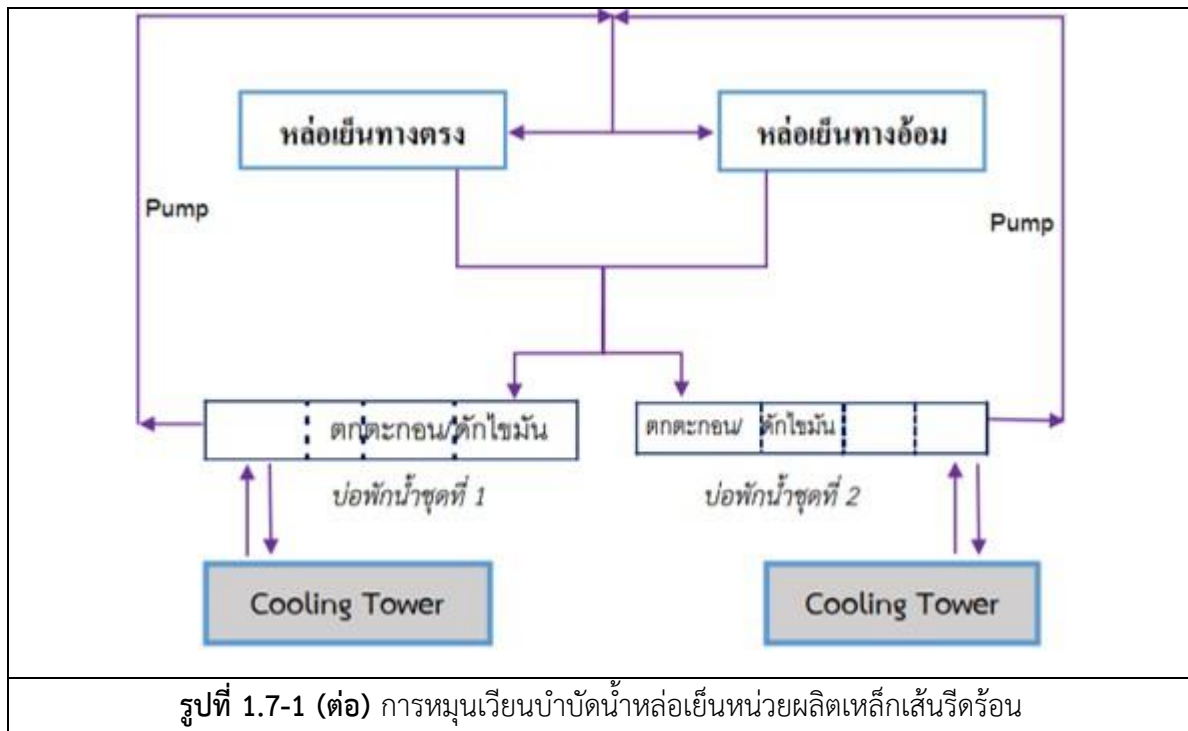 หล่อเย็นทางตรง
หล่อเย็นทางอ้อม
Pump
Pump
ตกตะกอน/ดักไขมัน
ตกตะกอน/ ดักไขมัน
บ่อพักน้ำชุดที่ 1
บ่อพักน้ำชุดที่ 2
Cooling Tower
Cooling Tower
รูปที่ 1.7-1 (ต่อ) การหมุนเวียนบำบัดน้ำหล่อเย็นหน่วยผลิตเหล็กเส้นรีดร้อน